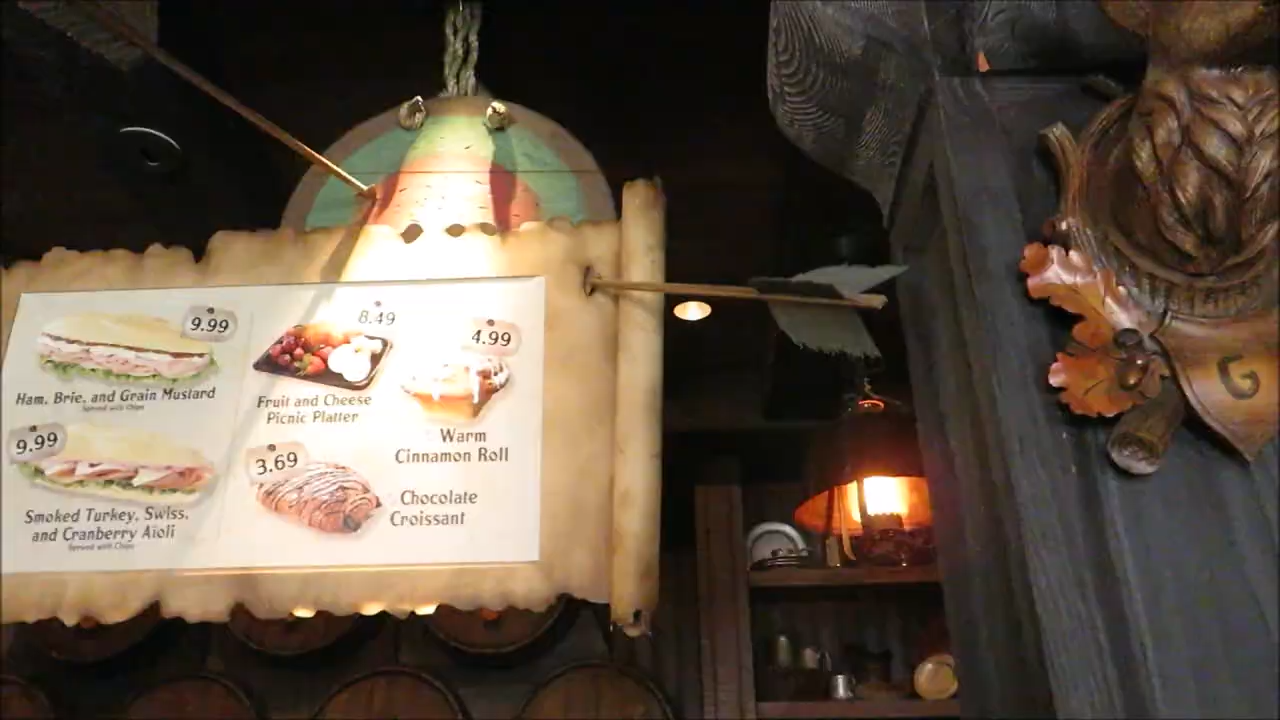 9.99
Ham, Brie, and Grain Mustard
Served with Chips
9.99
Smoked Turkey, Swiss,
and Cranberry Aïoli
Served with Chips
8.49
Fruit and Cheese
Picnic Platter
4.99
Warm
Cinnamon Roll
3.69
Chocolate
Croissant
G